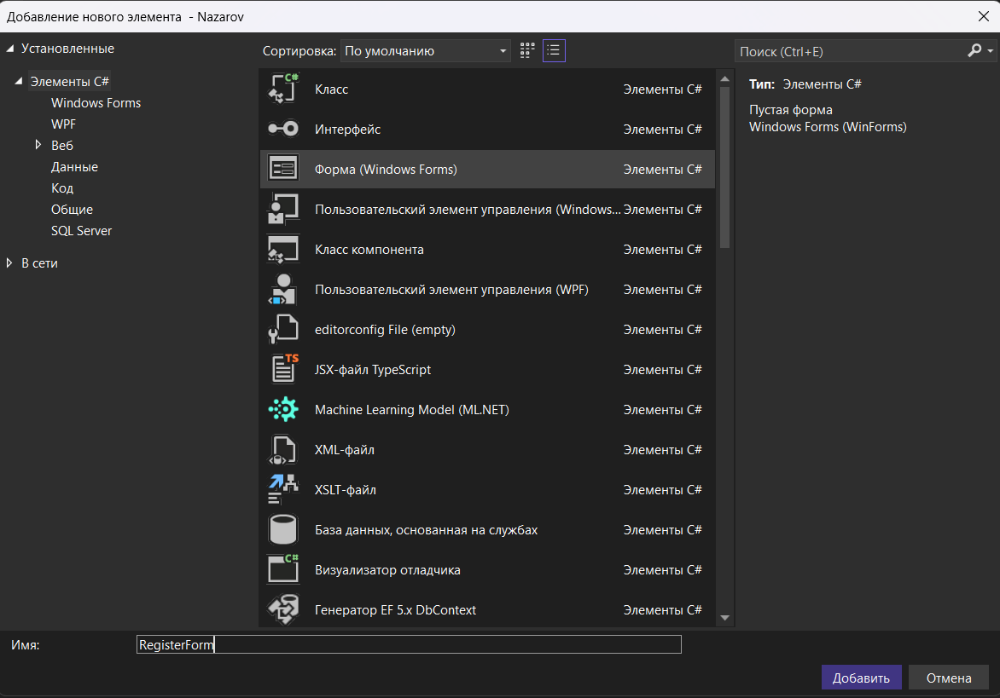 Добавление нового элемента - Nazarov
Установленные
Элементы C#
Windows Forms
WPF
Веб
Данные
Код
Общие
SQL Server
В сети
Сортировка: По умолчанию
Класс Элементы C#
Интерфейс Элементы C#
Форма (Windows Forms) Элементы C#
Пользовательский элемент управления (Windows... Элементы C#
Класс компонента Элементы C#
Пользовательский элемент управления (WPF) Элементы C#
editorconfig File (empty) Элементы C#
JSX-файл TypeScript Элементы C#
Machine Learning Model (ML.NET) Элементы C#
XML-файл Элементы C#
XSLT-файл Элементы C#
База данных, основанная на службах Элементы C#
Визуализатор отладчика Элементы C#
Генератор EF 5.x DbContext Элементы C#
Поиск (Ctrl+E)
Тип: Элементы C#
Пустая форма
Windows Forms (WinForms)
Имя: RegisterForm
Добавить Отмена